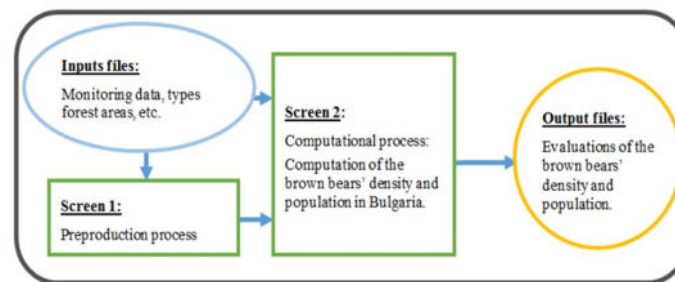 Inputs files:
Monitoring data, types
forest areas, etc.
Screen 1:
Preproduction process
Screen 2:
Computational process:
Computation of the
brown bears' density and
population in Bulgaria.
Output files:
Evaluations of the
brown bears'
density and
population.